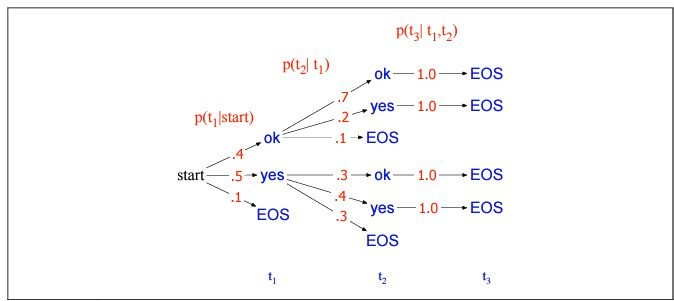 p(t₃| t₁,t₂)
p(t₂| t₁)
ok 1.0 EOS
.7
yes 1.0 EOS
p(t₁|start)
.2
ok .1 EOS
.4
start .5 yes .3 ok 1.0 EOS
.1
.4
yes 1.0 EOS
EOS
.3
EOS
t₁ t₂ t₃